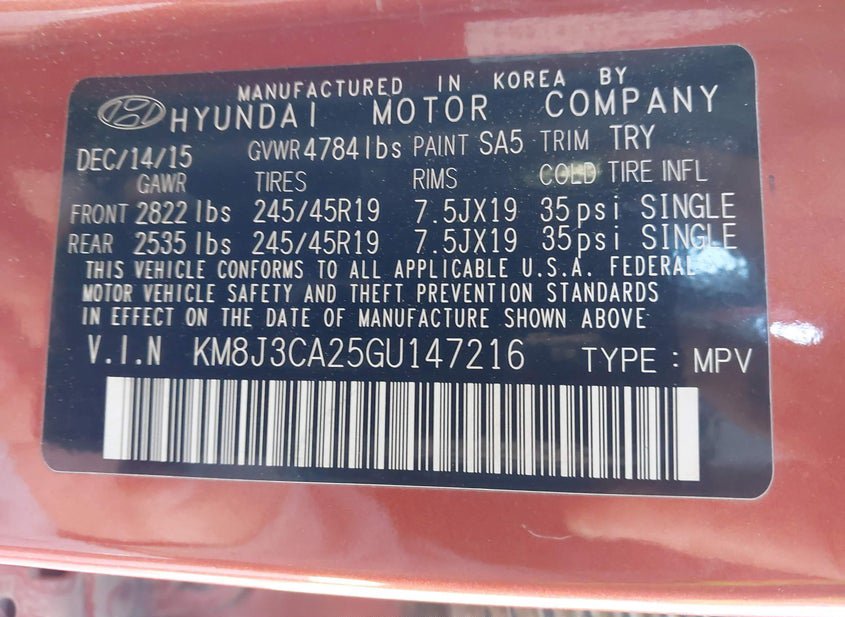 MANUFACTURED IN KOREA BY
HYUNDAI MOTOR COMPANY
DEC/14/15 GVWR 4784lbs PAINT SA5 TRIM TRY
GAWR TIRES RIMS COLD TIRE INFL
FRONT 2822 lbs 245/45R19 7.5JX19 35psi SINGLE
REAR 2535 lbs 245/45R19 7.5JX19 35psi SINGLE
THIS VEHICLE CONFORMS TO ALL APPLICABLE U.S.A. FEDERAL
MOTOR VEHICLE SAFETY AND THEFT PREVENTION STANDARDS
IN EFFECT ON THE DATE OF MANUFACTURE SHOWN ABOVE
V.I.N KM8J3CA25GU147216 TYPE : MPV